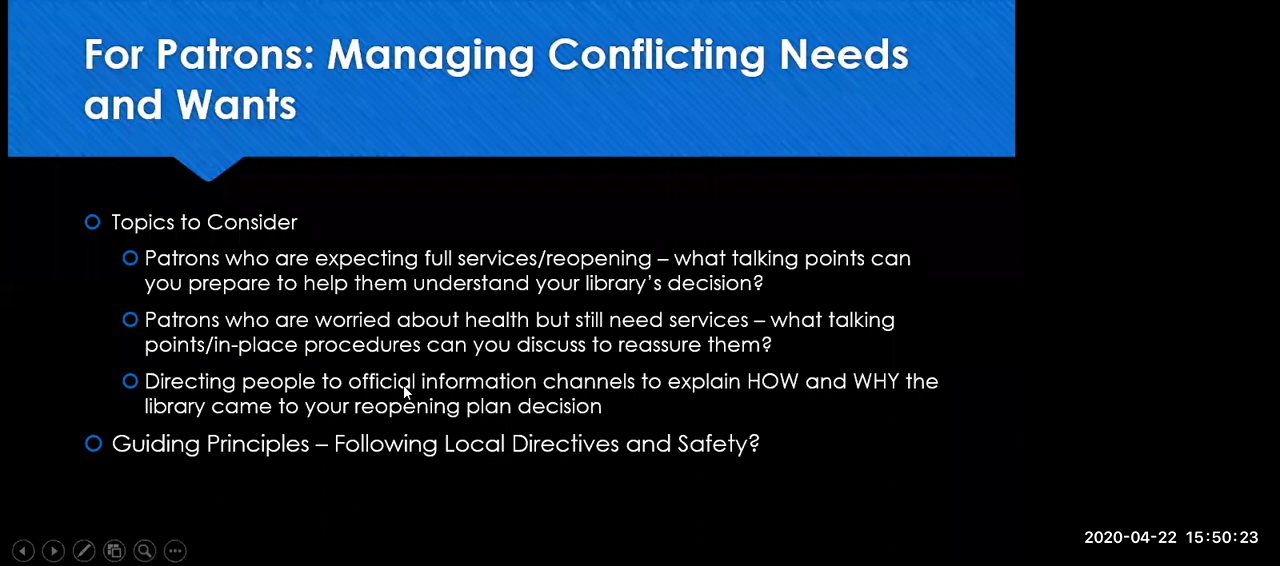 For Patrons: Managing Conflicting Needs
and Wants
Topics to Consider
Patrons who are expecting full services/reopening – what talking points can
you prepare to help them understand your library’s decision?
Patrons who are worried about health but still need services – what talking
points/in-place procedures can you discuss to reassure them?
Directing people to official information channels to explain HOW and WHY the
library came to your reopening plan decision
Guiding Principles – Following Local Directives and Safety?
2020-04-22 15:50:23